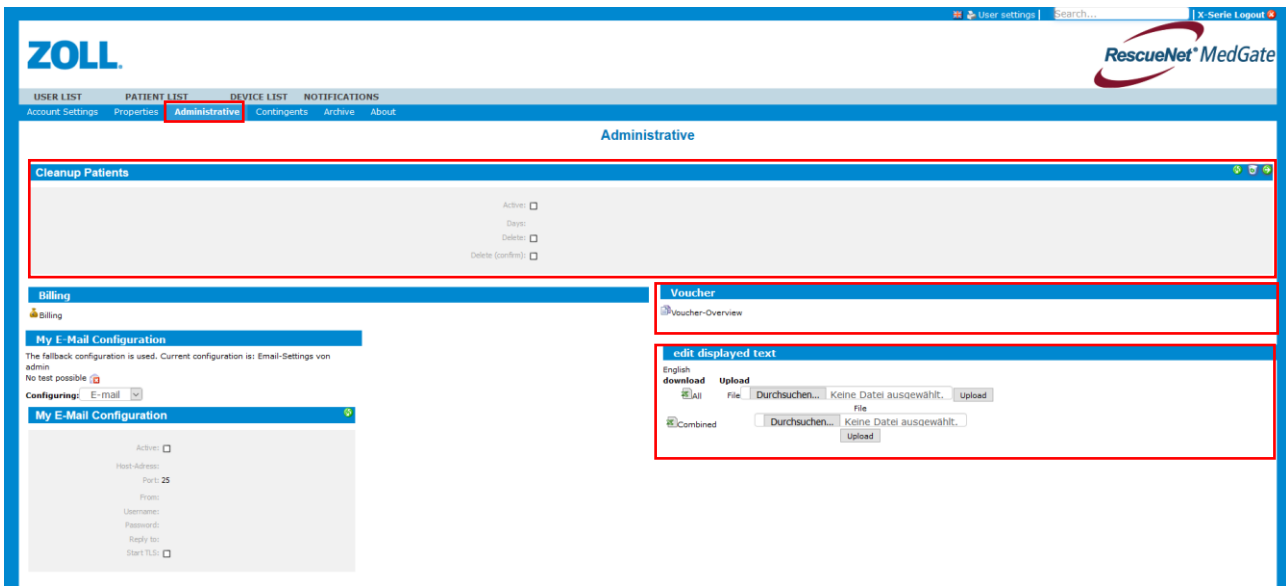 User settings | Search... | X-Serie Logout
ZOLL.
RescueNet® MedGate
USER LIST PATIENT LIST DEVICE LIST NOTIFICATIONS
Account Settings Properties Administrative Contingents Archive About
Administrative
Cleanup Patients
Active:
Days:
Delete:
Delete (confirm):
Billing
Billing
Voucher
Voucher-Overview
My E-Mail Configuration
The fallback configuration is used. Current configuration is: Email-Settings von
admin
No test possible
Configuring: E-mail
edit displayed text
English
download Upload
All File Durchsuchen... Keine Datei ausgewählt. Upload
File
Combined Durchsuchen... Keine Datei ausgewählt.
Upload
My E-Mail Configuration
Active:
Host-Adress:
Port: 25
From:
Username:
Password:
Reply to:
Start TLS: